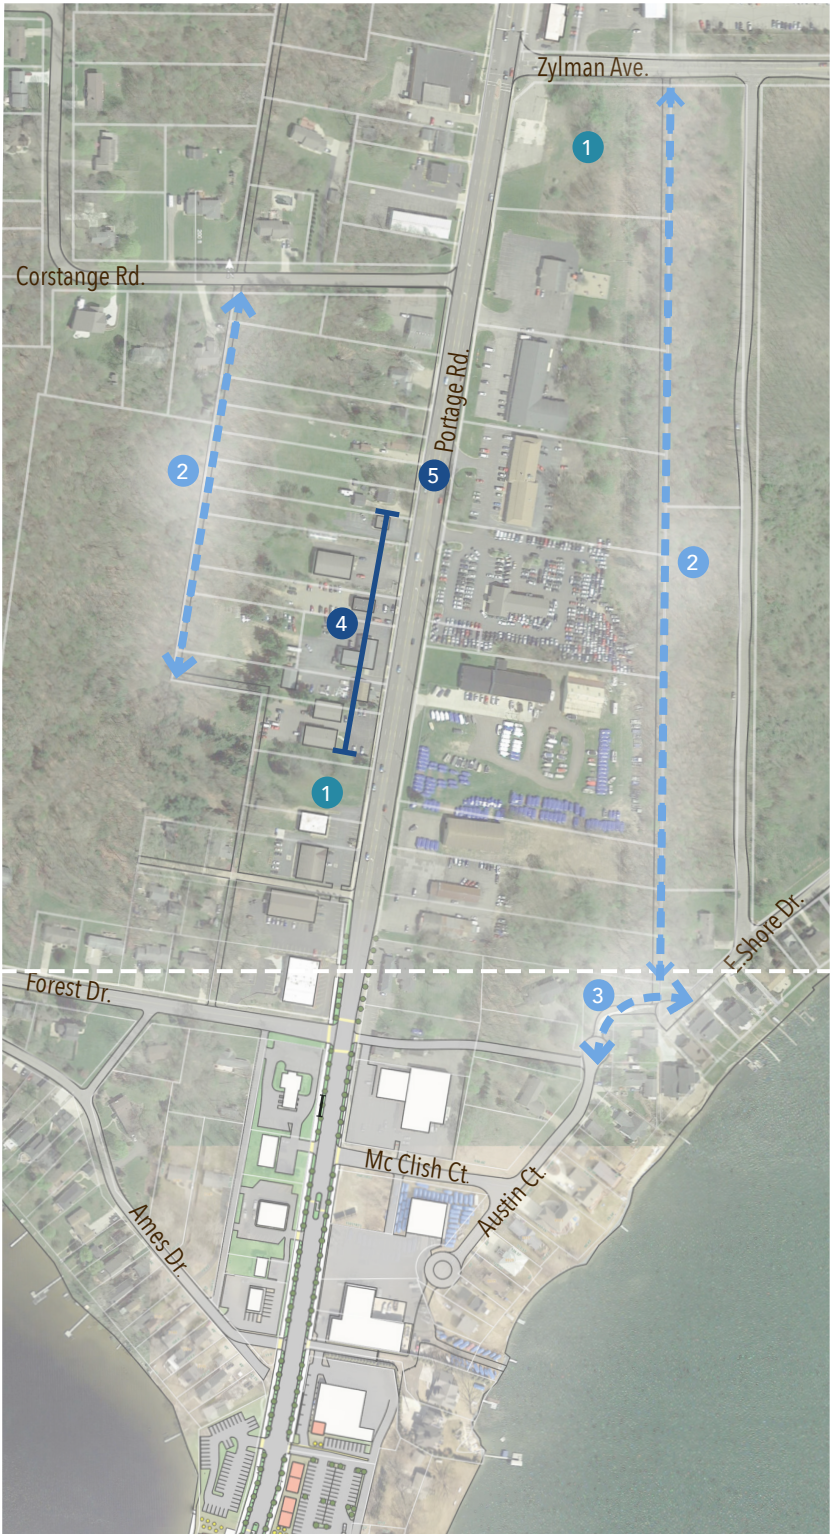 Zylman Ave.
1
Corstange Rd.
Portage Rd.
2
5
2
4
1
E Shore Dr.
Forest Dr.
3
Mc Clish Ct.
Austin Ct.
Ames Dr.